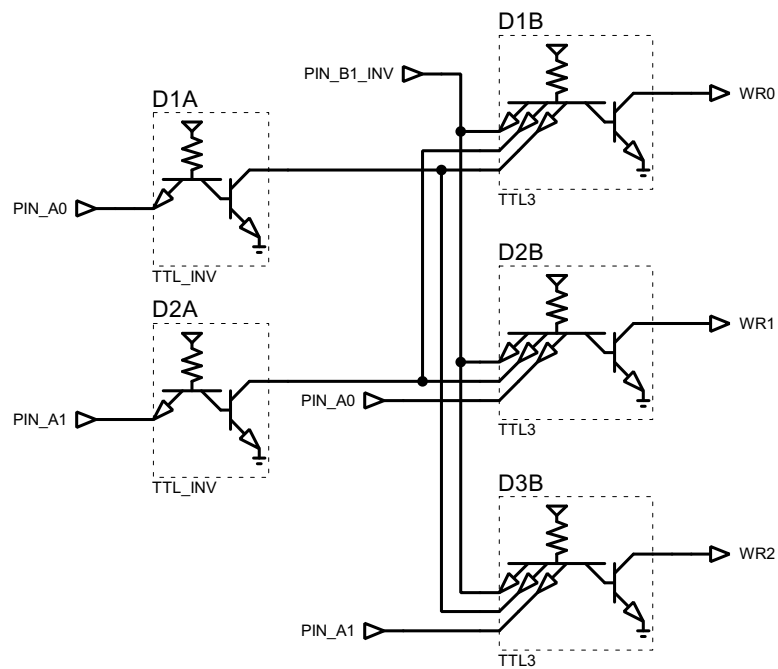 D1B
PIN_B1_INV
WR0
D1A
PIN_A0
TTL3
TTL_INV
D2B
D2A
WR1
PIN_A0
PIN_A1
TTL3
TTL_INV
D3B
WR2
PIN_A1
TTL3